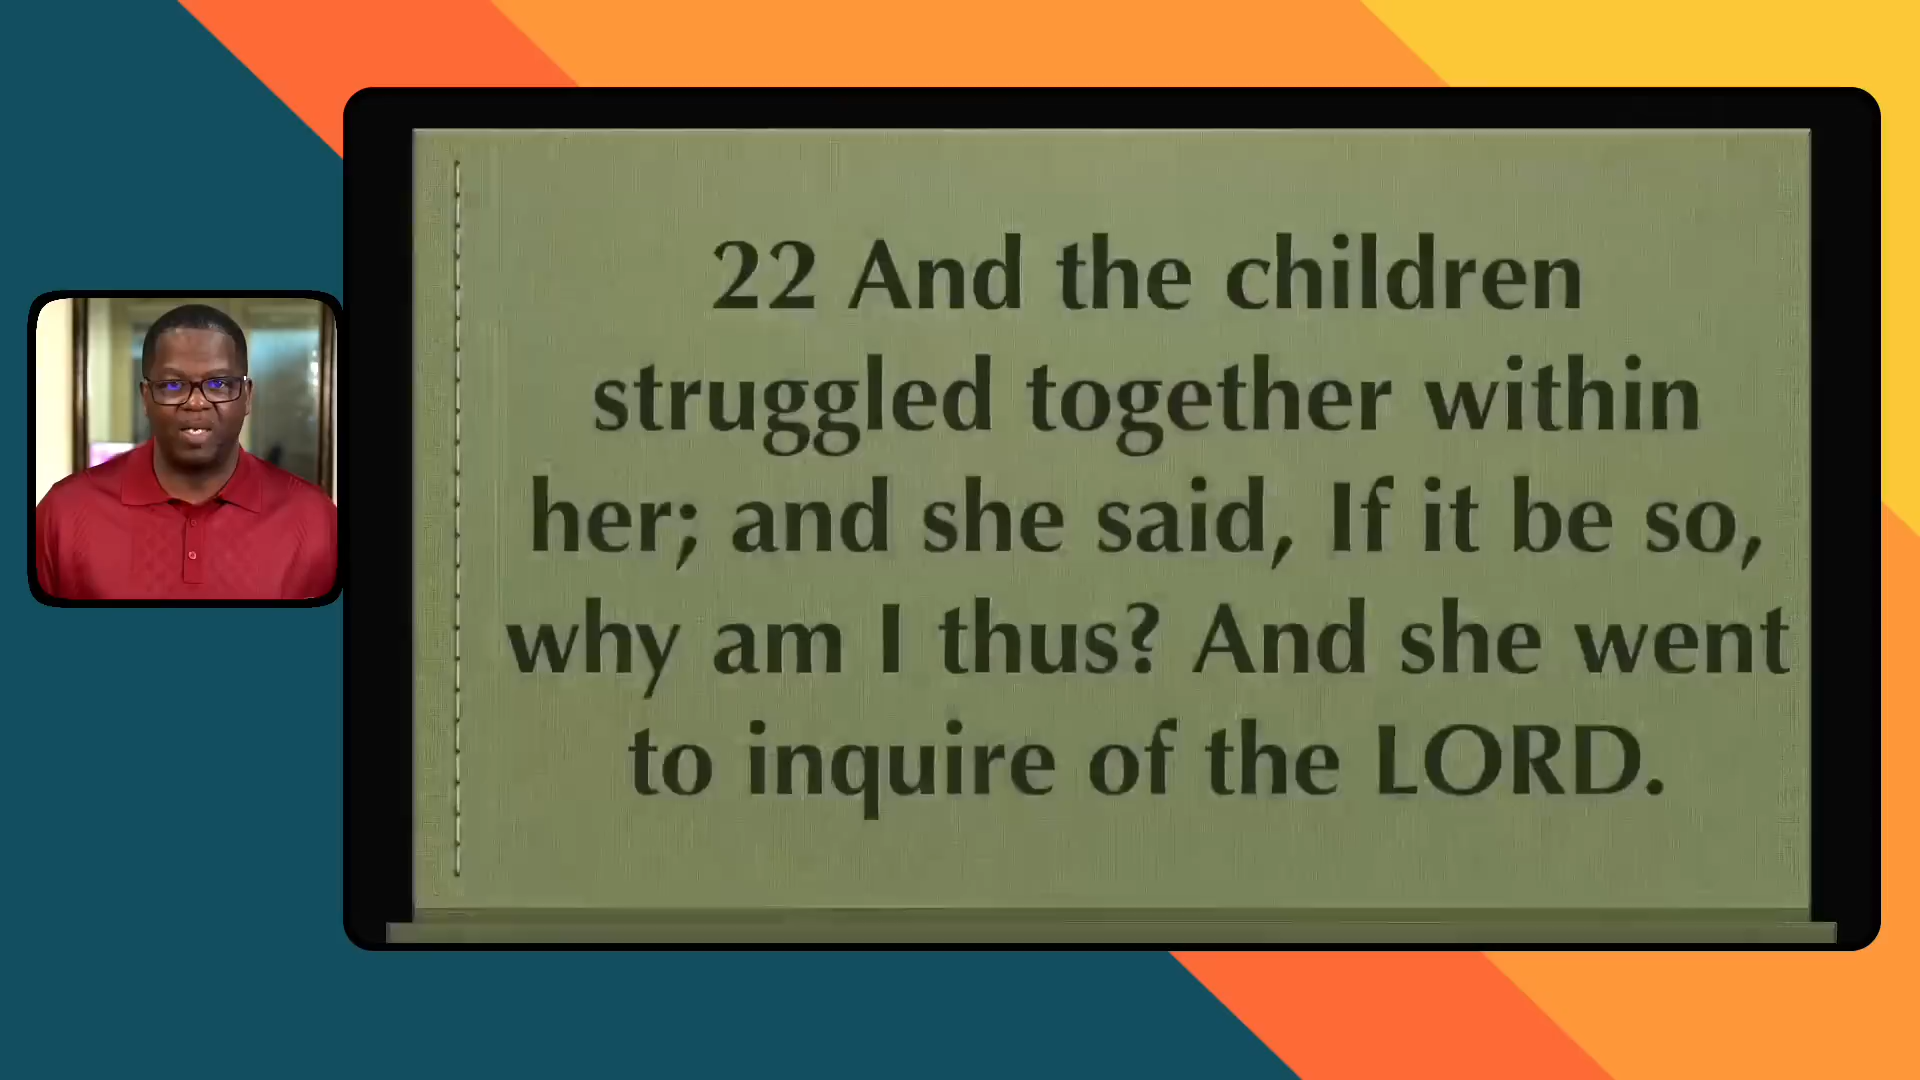 22 And the children
struggled together within
her; and she said, If it be so,
why am I thus? And she went
to inquire of the LORD.